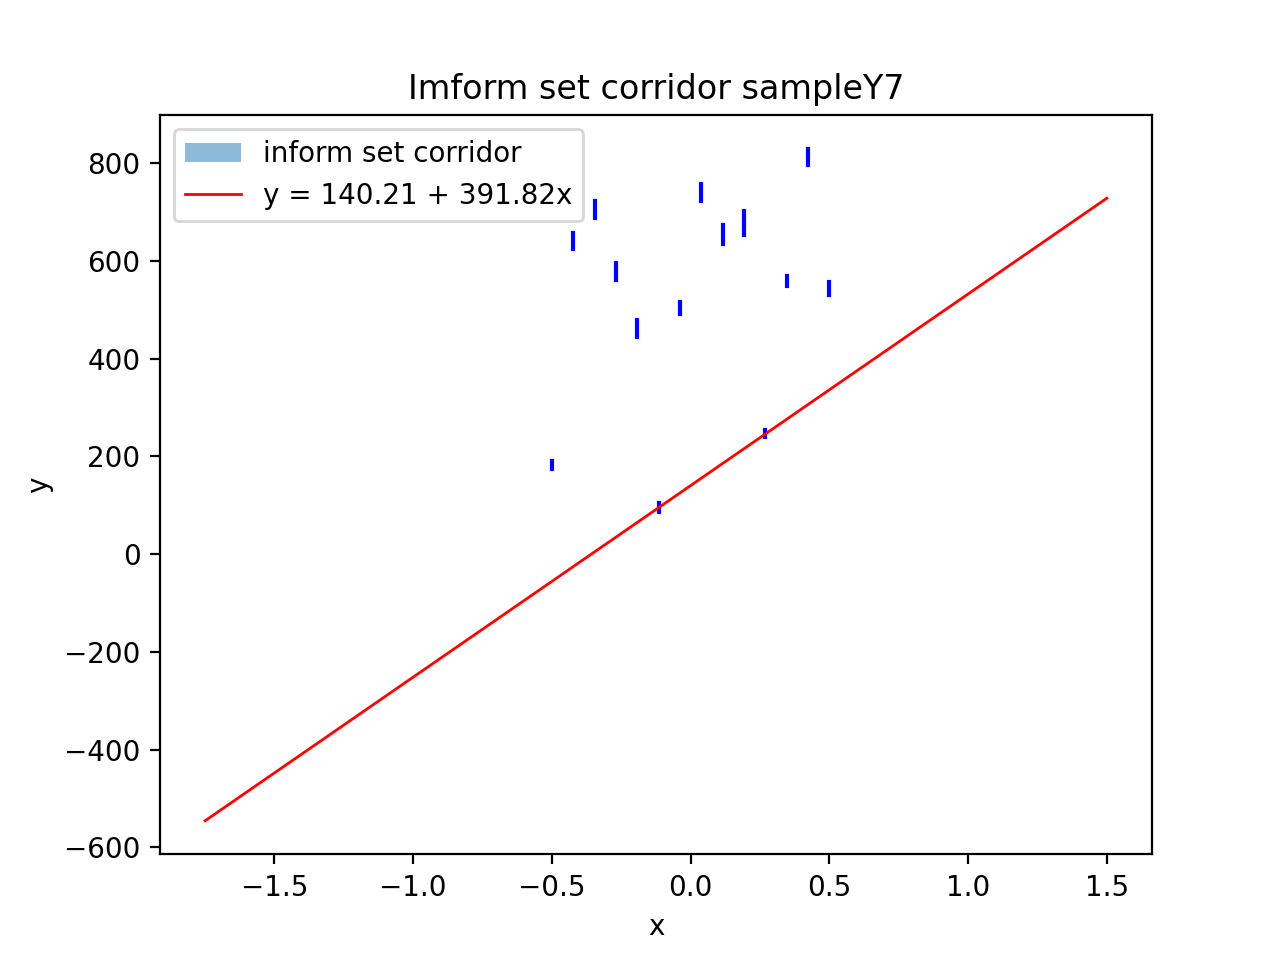 Imform set corridor sampleY7
inform set corridor
y = 140.21 + 391.82x
800
600
400
200
0
−200
−400
−600
y
−1.5 −1.0 −0.5 0.0 0.5 1.0 1.5
x